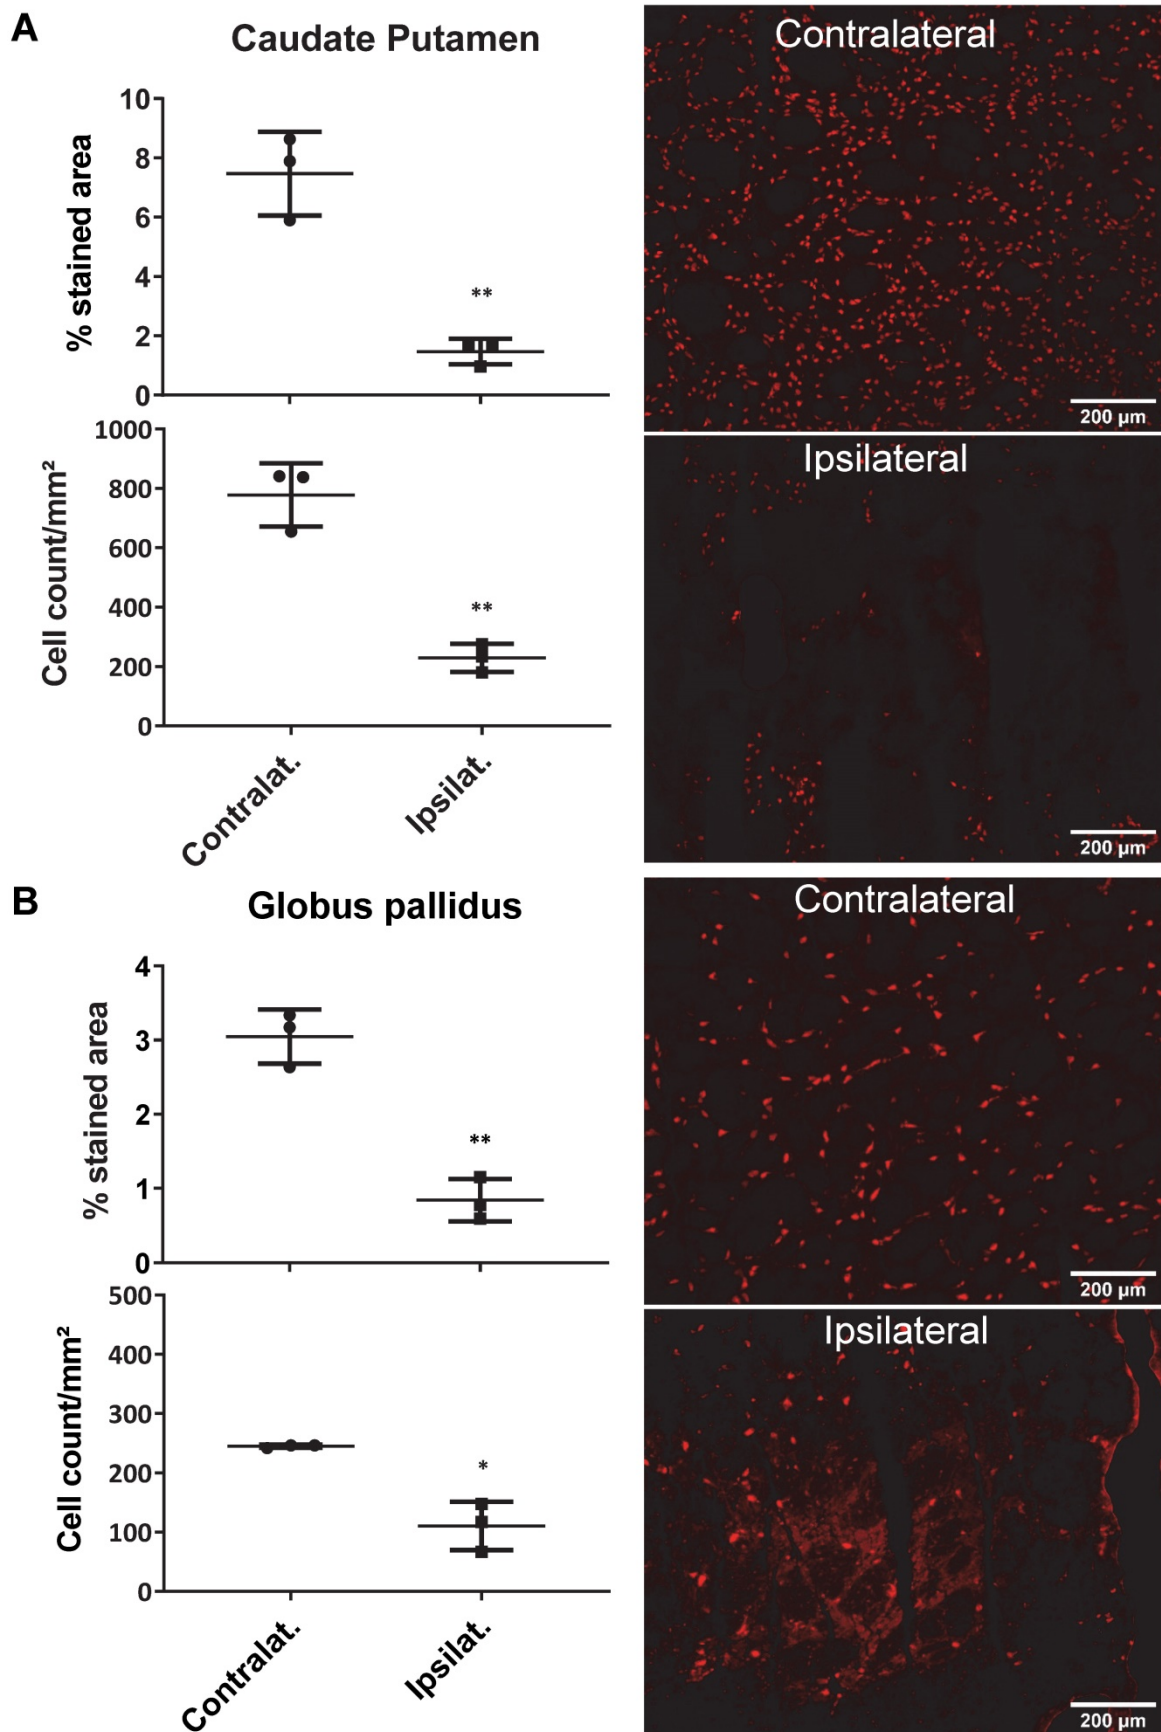 A
Caudate Putamen
10
8
6
4
2
0
% stained area
**
1000
800
600
400
200
0
Cell count/mm²
**
Contralat.
Ipsilat.
Contralateral
200 µm
Ipsilateral
200 µm
B
Globus pallidus
4
3
2
1
0
% stained area
**
500
400
300
200
100
0
Cell count/mm²
*
Contralat.
Ipsilat.
Contralateral
200 µm
Ipsilateral
200 µm